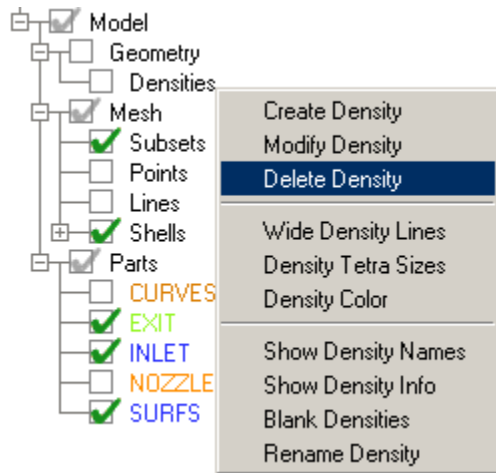 Model
Geometry
Densities
Mesh
Subsets
Points
Lines
Shells
Parts
CURVES
EXIT
INLET
NOZZLE
SURFS
Create Density
Modify Density
Delete Density
Wide Density Lines
Density Tetra Sizes
Density Color
Show Density Names
Show Density Info
Blank Densities
Rename Density